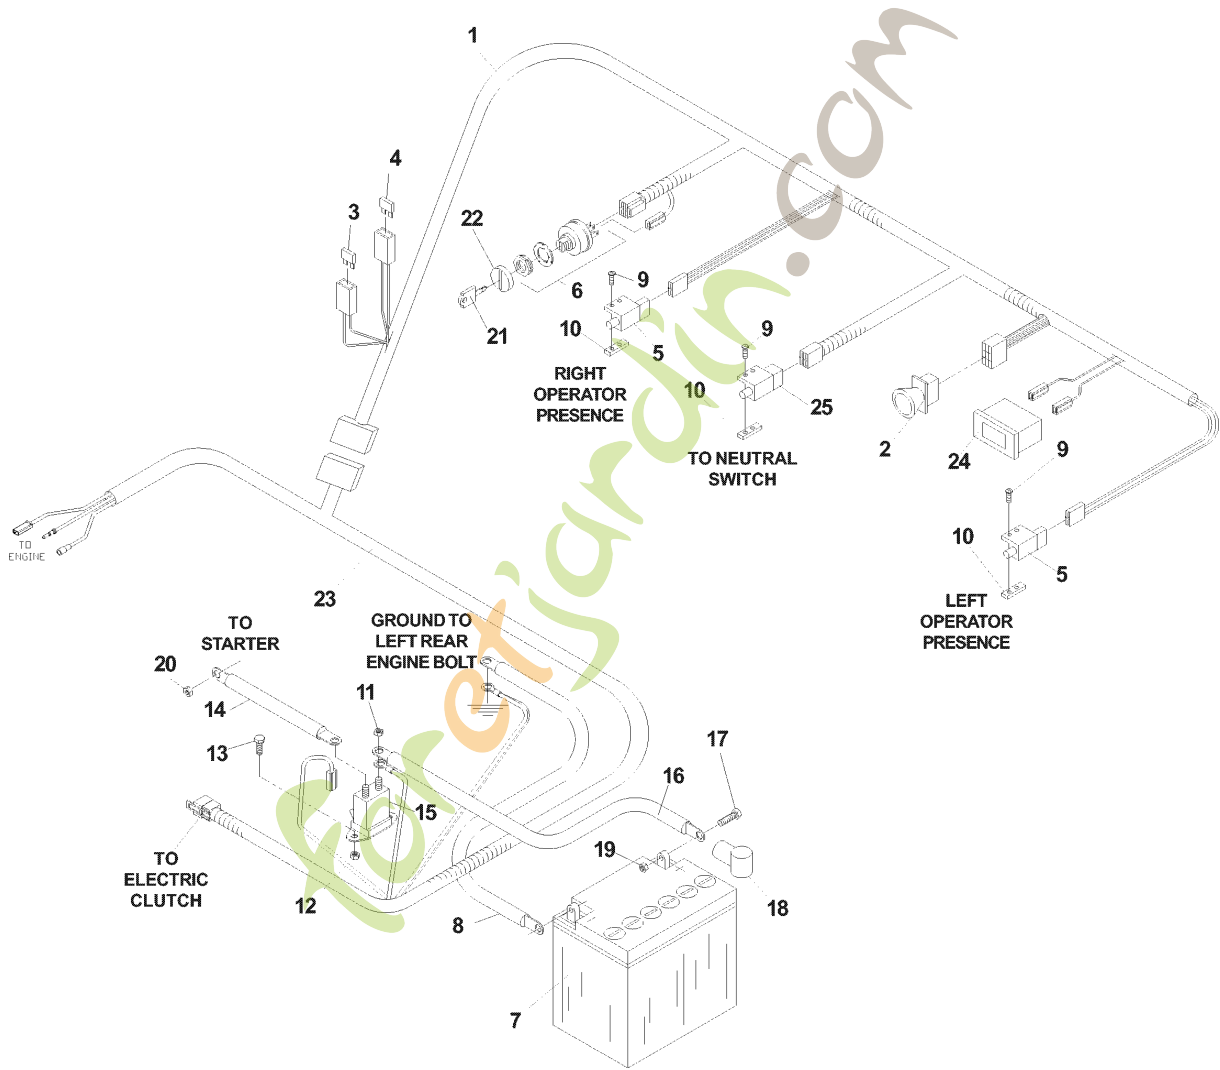 1
4
3
22
9
6
21
10
5
9
RIGHT
OPERATOR
PRESENCE
10
25
2
24
9
TO NEUTRAL
SWITCH
TO
ENGINE
10
5
23
LEFT
OPERATOR
PRESENCE
TO
STARTER
GROUND TO
LEFT REAR
ENGINE BOLT
20
11
14
13
17
16
15
19
TO
ELECTRIC
CLUTCH
12
8
18
7
foretjardin.com